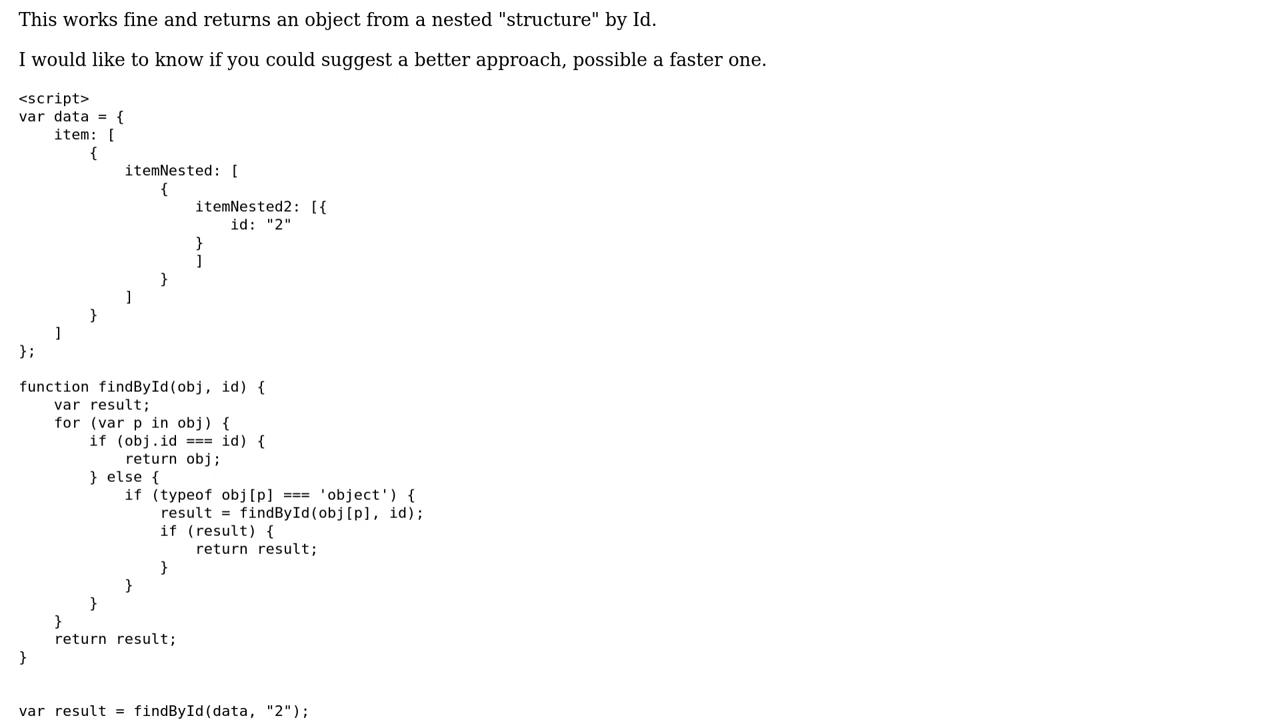 This works fine and returns an object from a nested "structure" by Id.
I would like to know if you could suggest a better approach, possible a faster one.
<script>
var data = {
    item: [
        {
            itemNested: [
                {
                    itemNested2: [{
                        id: "2"
                    }
                    ]
                }
            ]
        }
    ]
};
function findById(obj, id) {
    var result;
    for (var p in obj) {
        if (obj.id === id) {
            return obj;
        } else {
            if (typeof obj[p] === 'object') {
                result = findById(obj[p], id);
                if (result) {
                    return result;
                }
            }
        }
    }
    return result;
}
var result = findById(data, "2");